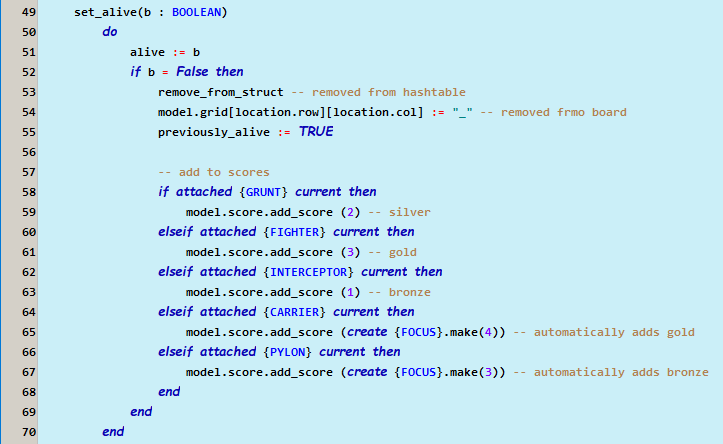 49 set_alive(b : BOOLEAN)
50 do
51 alive := b
52 if b = False then
53 remove_from_struct -- removed from hashtable
54 model.grid[location.row][location.col] := "_" -- removed frmo board
55 previously_alive := TRUE
56
57 -- add to scores
58 if attached {GRUNT} current then
59 model.score.add_score (2) -- silver
60 elseif attached {FIGHTER} current then
61 model.score.add_score (3) -- gold
62 elseif attached {INTERCEPTOR} current then
63 model.score.add_score (1) -- bronze
64 elseif attached {CARRIER} current then
65 model.score.add_score (create {FOCUS}.make(4)) -- automatically adds gold
66 elseif attached {PYLON} current then
67 model.score.add_score (create {FOCUS}.make(3)) -- automatically adds bronze
68 end
69 end
70 end